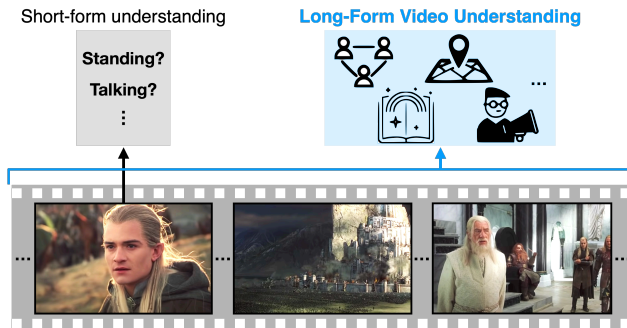 Short-form understanding
Long-Form Video Understanding
Standing?
Talking?
⋮
...
... ... ... ...